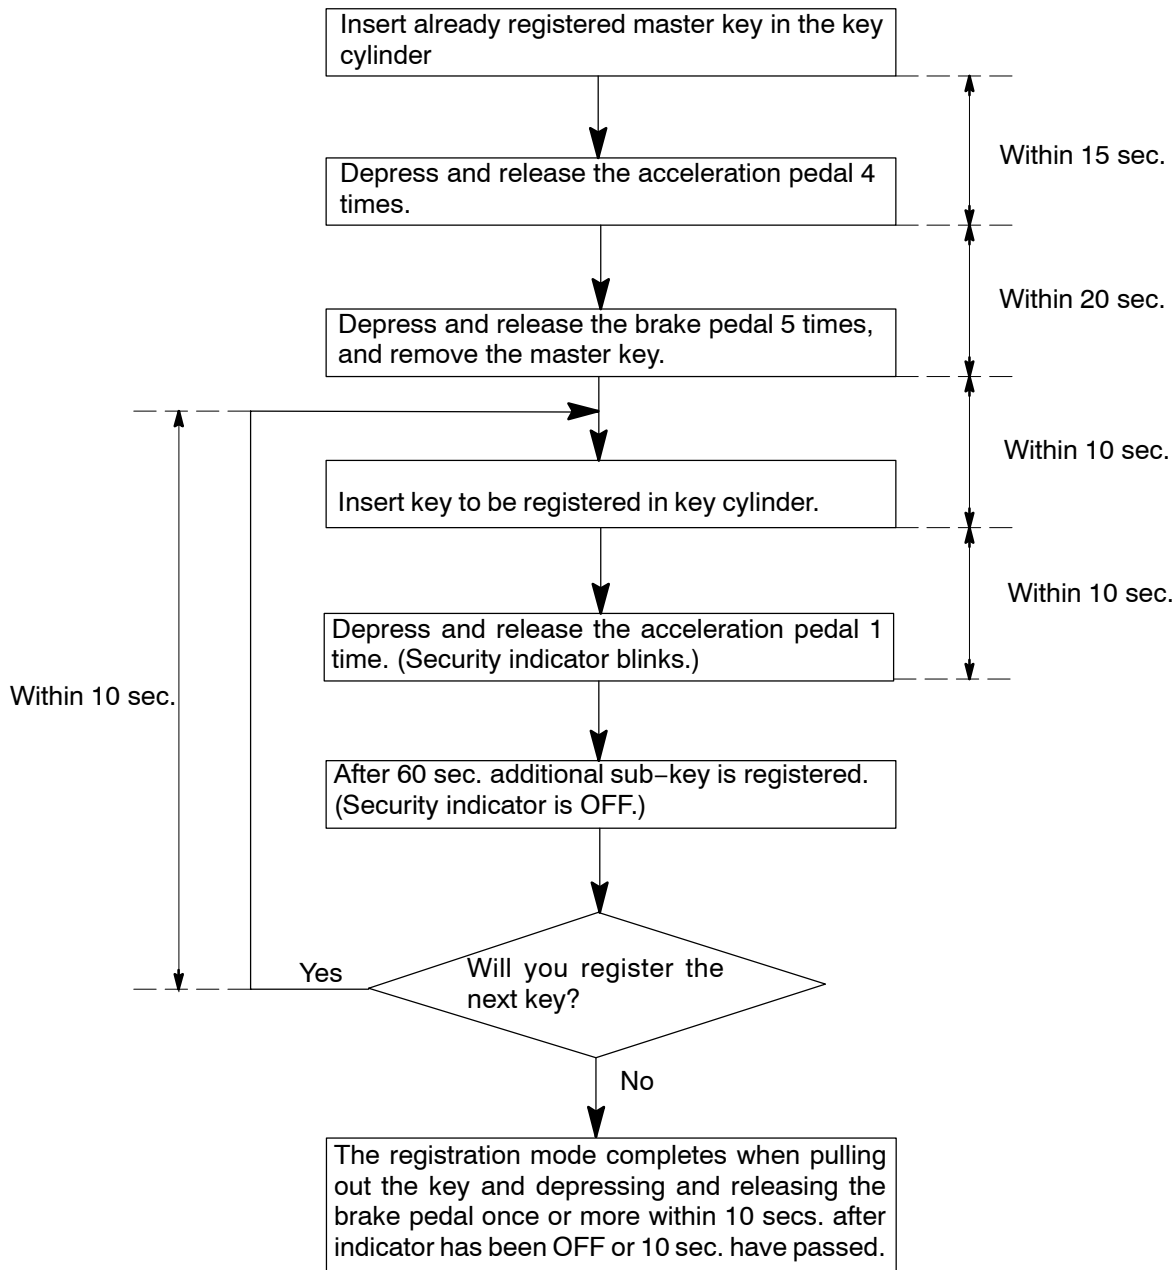 Insert already registered master key in the key
cylinder
Within 15 sec.
Depress and release the acceleration pedal 4
times.
Within 20 sec.
Depress and release the brake pedal 5 times,
and remove the master key.
Within 10 sec.
Insert key to be registered in key cylinder.
Within 10 sec.
Depress and release the acceleration pedal 1
time. (Security indicator blinks.)
Within 10 sec.
After 60 sec. additional sub−key is registered.
(Security indicator is OFF.)
Will you register the
next key?
Yes
No
The registration mode completes when pulling
out the key and depressing and releasing the
brake pedal once or more within 10 secs. after
indicator has been OFF or 10 sec. have passed.